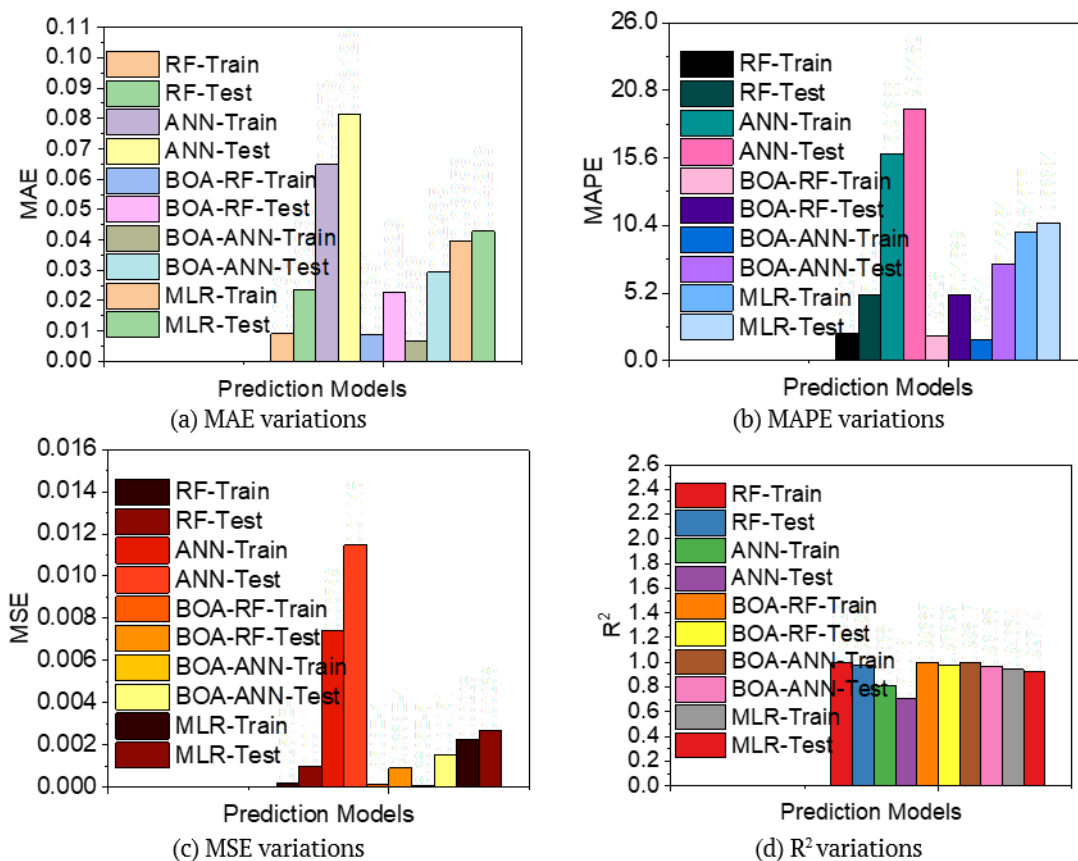 0.11
0.10
0.09
0.08
0.07
0.06
0.05
0.04
0.03
0.02
0.01
0.00
MAE
RF-Train
RF-Test
ANN-Train
ANN-Test
BOA-RF-Train
BOA-RF-Test
BOA-ANN-Train
BOA-ANN-Test
MLR-Train
MLR-Test
Prediction Models
(a) MAE variations
26.0
20.8
15.6
10.4
5.2
0.0
MAPE
RF-Train
RF-Test
ANN-Train
ANN-Test
BOA-RF-Train
BOA-RF-Test
BOA-ANN-Train
BOA-ANN-Test
MLR-Train
MLR-Test
Prediction Models
(b) MAPE variations
0.016
0.014
0.012
0.010
0.008
0.006
0.004
0.002
0.000
MSE
RF-Train
RF-Test
ANN-Train
ANN-Test
BOA-RF-Train
BOA-RF-Test
BOA-ANN-Train
BOA-ANN-Test
MLR-Train
MLR-Test
Prediction Models
(c) MSE variations
2.6
2.4
2.2
2.0
1.8
1.6
1.4
1.2
1.0
0.8
0.6
0.4
0.2
0.0
R²
RF-Train
RF-Test
ANN-Train
ANN-Test
BOA-RF-Train
BOA-RF-Test
BOA-ANN-Train
BOA-ANN-Test
MLR-Train
MLR-Test
Prediction Models
(d) R² variations